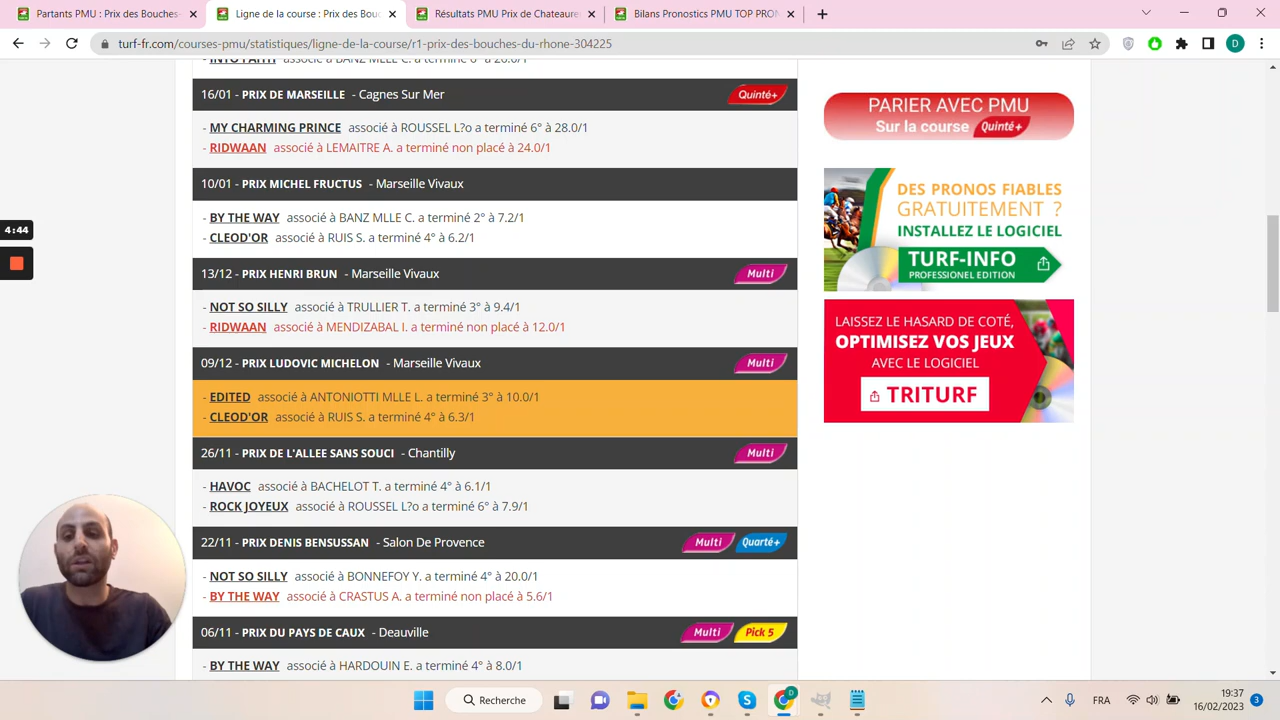 Partants PMU : Prix des Bouches-
Ligne de la course : Prix des Bou
Résultats PMU Prix de Chateaure
Bilans Pronostics PMU TOP PRON
turf-fr.com/courses-pmu/statistiques/ligne-de-la-course/r1-prix-des-bouches-du-rhone-304225
- INTO FAITH associé à BANZ MLLE C. a terminé 6° à 26.0/1
16/01 - PRIX DE MARSEILLE - Cagnes Sur Mer Quinté+
- MY CHARMING PRINCE associé à ROUSSEL L?o a terminé 6° à 28.0/1
- RIDWAAN associé à LEMAITRE A. a terminé non placé à 24.0/1
10/01 - PRIX MICHEL FRUCTUS - Marseille Vivaux
- BY THE WAY associé à BANZ MLLE C. a terminé 2° à 7.2/1
- CLEOD'OR associé à RUIS S. a terminé 4° à 6.2/1
13/12 - PRIX HENRI BRUN - Marseille Vivaux Multi
- NOT SO SILLY associé à TRULLIER T. a terminé 3° à 9.4/1
- RIDWAAN associé à MENDIZABAL I. a terminé non placé à 12.0/1
09/12 - PRIX LUDOVIC MICHELON - Marseille Vivaux Multi
- EDITED associé à ANTONIOTTI MLLE L. a terminé 3° à 10.0/1
- CLEOD'OR associé à RUIS S. a terminé 4° à 6.3/1
26/11 - PRIX DE L'ALLEE SANS SOUCI - Chantilly Multi
- HAVOC associé à BACHELOT T. a terminé 4° à 6.1/1
- ROCK JOYEUX associé à ROUSSEL L?o a terminé 6° à 7.9/1
22/11 - PRIX DENIS BENSUSSAN - Salon De Provence Multi Quarté+
- NOT SO SILLY associé à BONNEFOY Y. a terminé 4° à 20.0/1
- BY THE WAY associé à CRASTUS A. a terminé non placé à 5.6/1
06/11 - PRIX DU PAYS DE CAUX - Deauville Multi Pick 5
- BY THE WAY associé à HARDOUIN E. a terminé 4° à 8.0/1
PARIER AVEC PMU
Sur la course Quinté+
DES PRONOS FIABLES
GRATUITEMENT ?
INSTALLEZ LE LOGICIEL
TURF-INFO
PROFESIONEL EDITION
LAISSEZ LE HASARD DE COTÉ,
OPTIMISEZ VOS JEUX
AVEC LE LOGICIEL
TRITURF
4:44
D
Recherche
D
FRA
19:37
16/02/2023
3